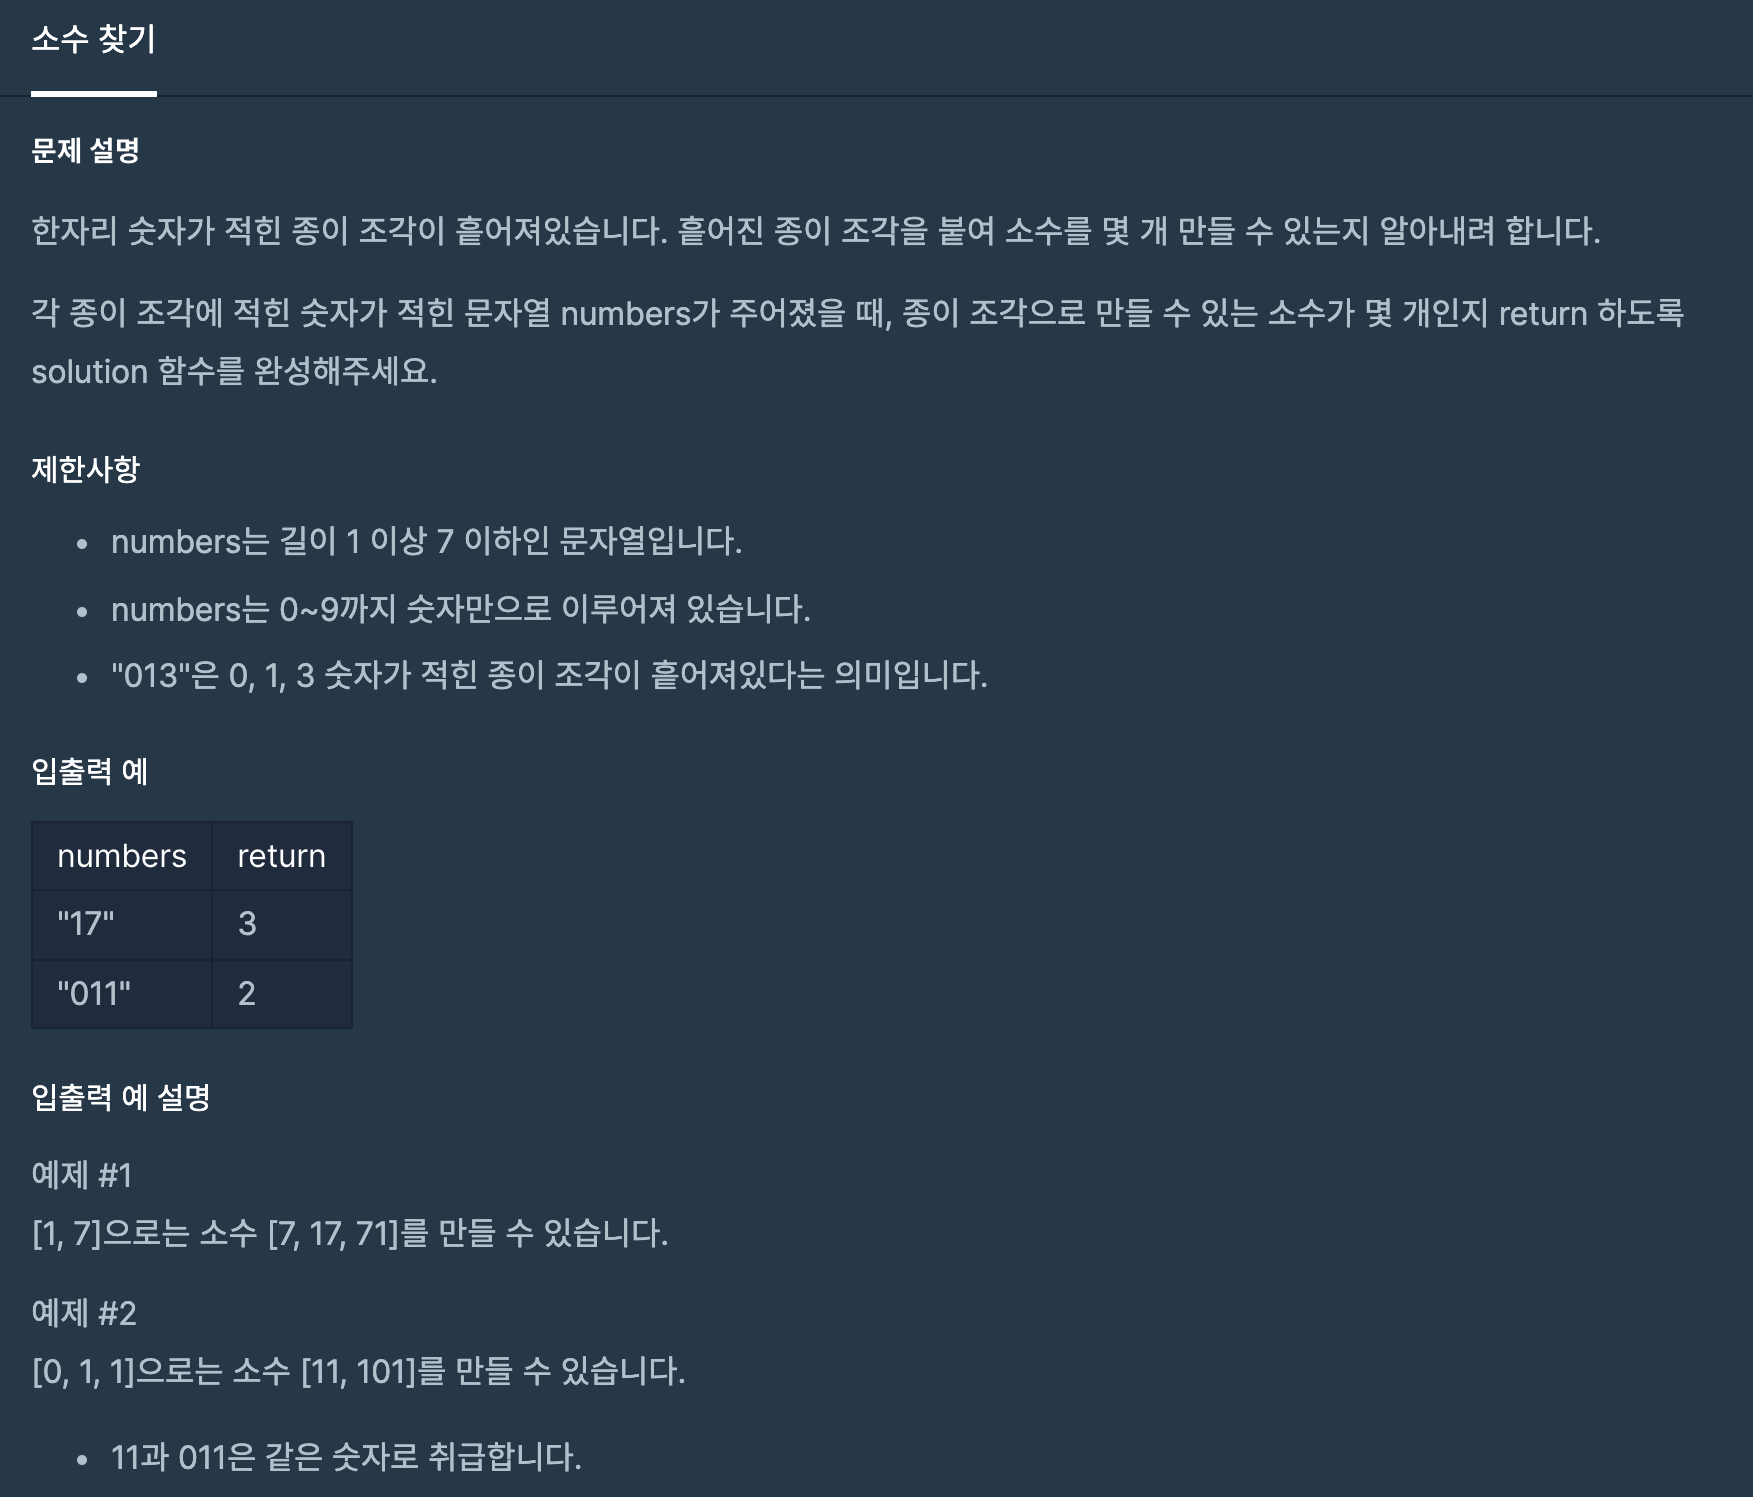 소수 찾기
문제 설명
한자리 숫자가 적힌 종이 조각이 흩어져있습니다. 흩어진 종이 조각을 붙여 소수를 몇 개 만들 수 있는지 알아내려 합니다.
각 종이 조각에 적힌 숫자가 적힌 문자열 numbers가 주어졌을 때, 종이 조각으로 만들 수 있는 소수가 몇 개인지 return 하도록
solution 함수를 완성해주세요.
제한사항
• numbers는 길이 1 이상 7 이하인 문자열입니다.
• numbers는 0~9까지 숫자만으로 이루어져 있습니다.
• "013"은 0, 1, 3 숫자가 적힌 종이 조각이 흩어져있다는 의미입니다.
입출력 예
numbers return
"17" 3
"011" 2
입출력 예 설명
예제 #1
[1, 7]으로는 소수 [7, 17, 71]를 만들 수 있습니다.
예제 #2
[0, 1, 1]으로는 소수 [11, 101]를 만들 수 있습니다.
• 11과 011은 같은 숫자로 취급합니다.